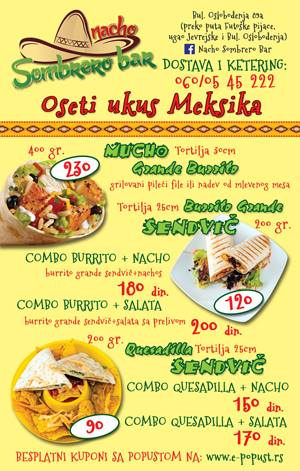 nacho
Sombrero bar
Bul. Oslobođenja 62a
(preko puta Futoške pijace,
ugao Jevrejske i Bul. Oslobođenja)
Nacho Sombrero Bar
DOSTAVA I KETERING:
060/05 45 222
Oseti ukus Meksika
400 gr.
MUCHO Tortilja 30cm
230
Grande Burrito
grilovani pileći file ili nadev od mlevenog mesa
Tortilja 25cm Burrito Grande
SENDVIČ 200 gr.
COMBO BURRITO + NACHO
burrito grande sendvič+nachos
180 din.
120
COMBO BURRITO + SALATA
burrito grande sendvič+salata sa prelivom 200 din.
200 gr.
Quesadilla Tortilja 25cm
SENDVIČ
COMBO QUESADILLA + NACHO
150 din.
90
COMBO QUESADILLA + SALATA
170 din.
BESPLATNI KUPONI SA POPUSTOM NA: www.e-popust.rs